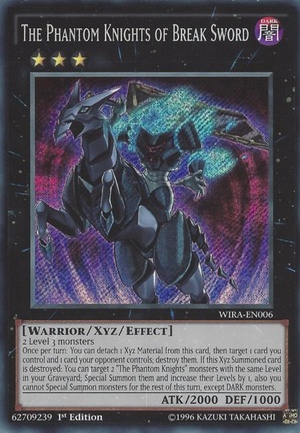 THE PHANTOM KNIGHTS OF BREAK SWORD
DARK
闇
WIRA-EN006
[WARRIOR/XYZ/EFFECT]
2 Level 3 monsters
Once per turn: You can detach 1 Xyz Material from this card, then target 1 card you
control and 1 card your opponent controls; destroy them. If this Xyz Summoned card
is destroyed: You can target 2 "The Phantom Knights" monsters with the same Level
in your Graveyard; Special Summon them and increase their Levels by 1, also you
cannot Special Summon monsters for the rest of this turn, except DARK monsters.
ATK/2000 DEF/1000
62709239 1st Edition ©1996 KAZUKI TAKAHASHI